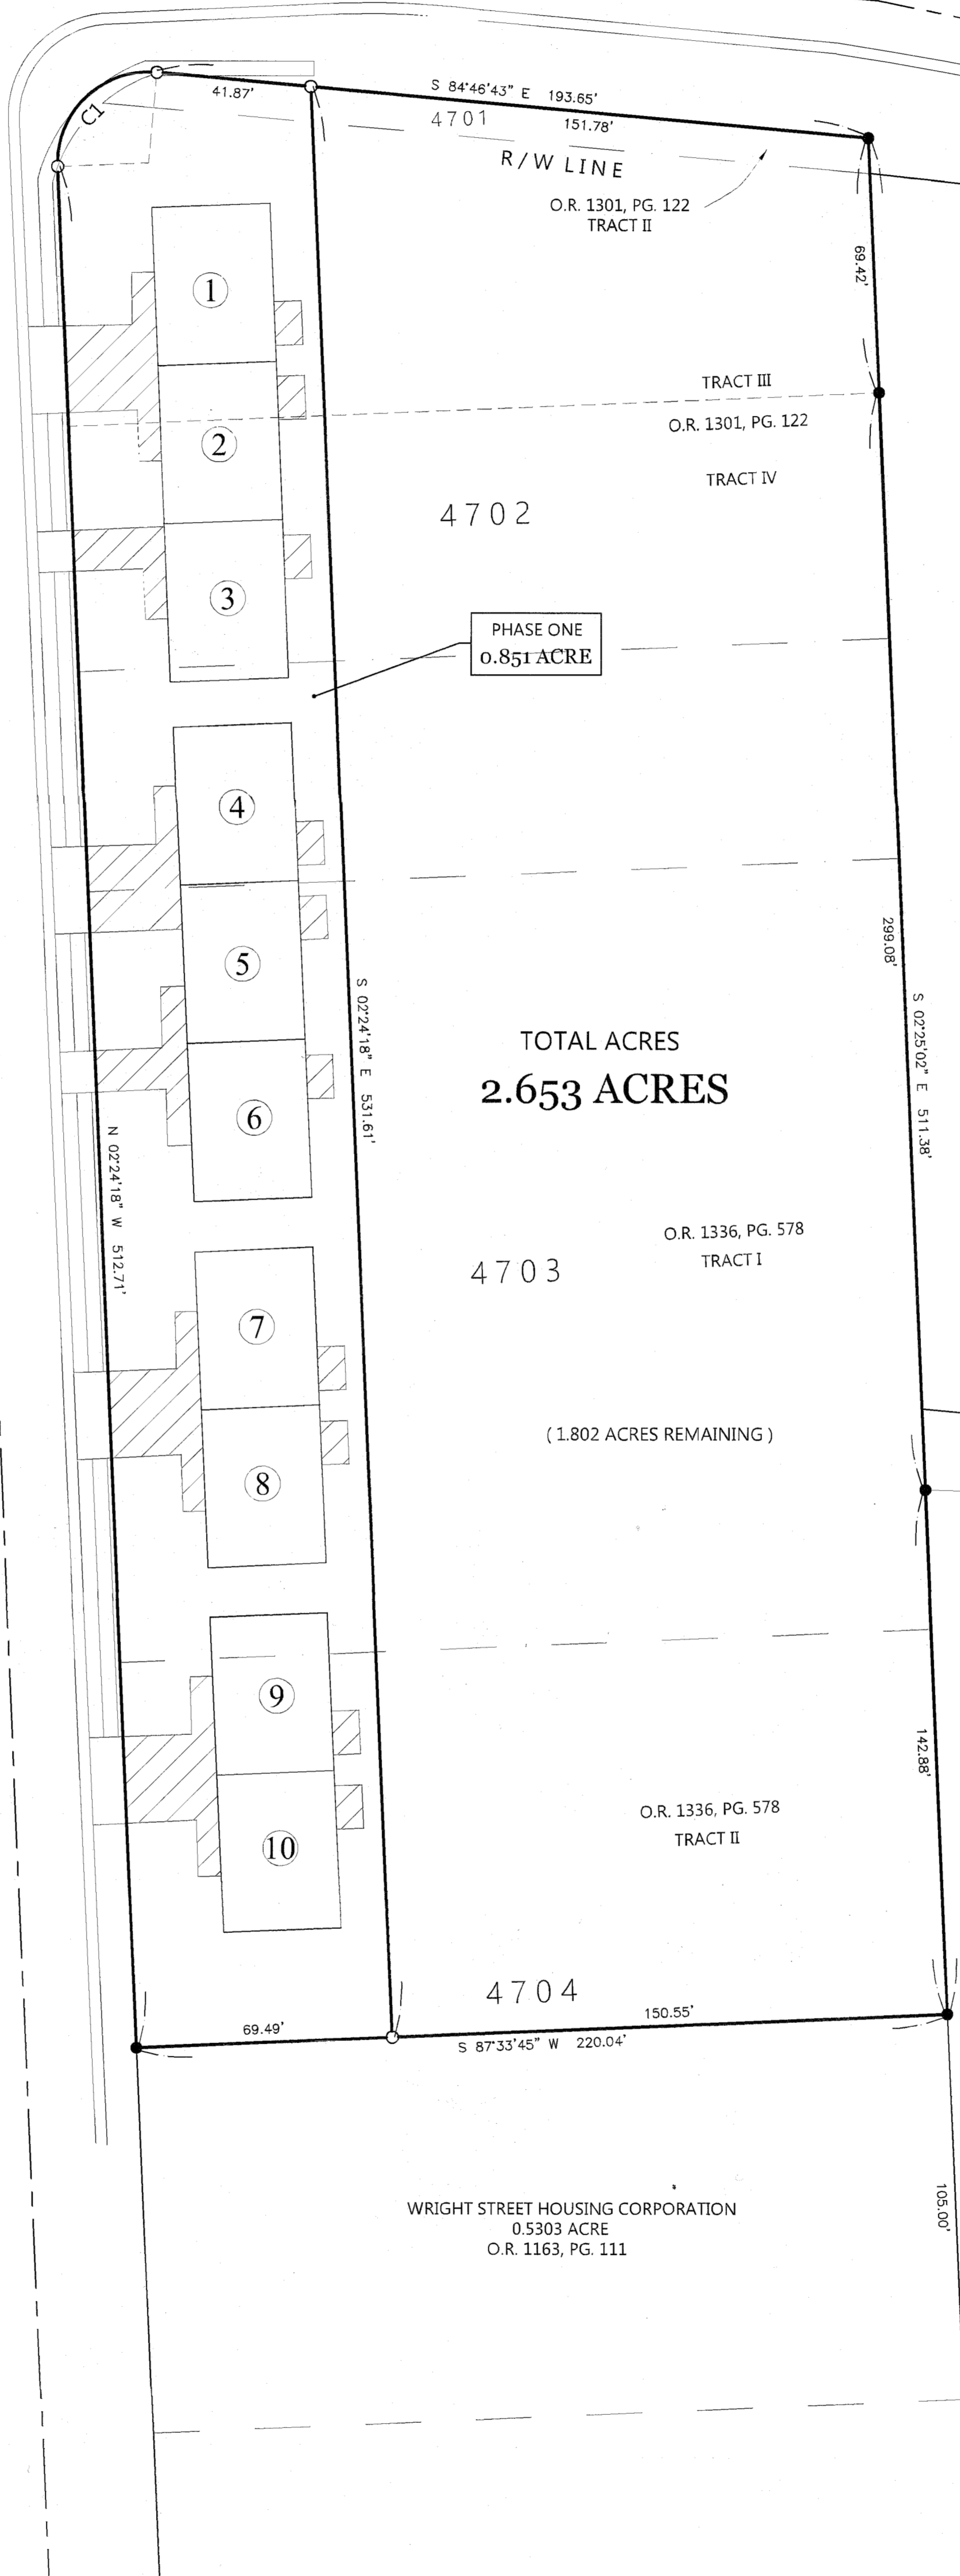 C1
41.87'
S 84°46'43" E 193.65'
4701
151.78'
R/W LINE
O.R. 1301, PG. 122
TRACT II
69.42'
1
TRACT III
O.R. 1301, PG. 122
2
TRACT IV
4702
3
PHASE ONE
0.851 ACRE
4
299.08'
5
S 02°24'18" E 531.61'
S 02°25'02" E 511.38'
TOTAL ACRES
2.653 ACRES
6
N 02°24'18" W 512.71'
O.R. 1336, PG. 578
TRACT I
4703
7
( 1.802 ACRES REMAINING )
8
9
142.88'
O.R. 1336, PG. 578
TRACT II
10
4704
69.49'
150.55'
S 87°33'45" W 220.04'
105.00'
WRIGHT STREET HOUSING CORPORATION
0.5303 ACRE
O.R. 1163, PG. 111